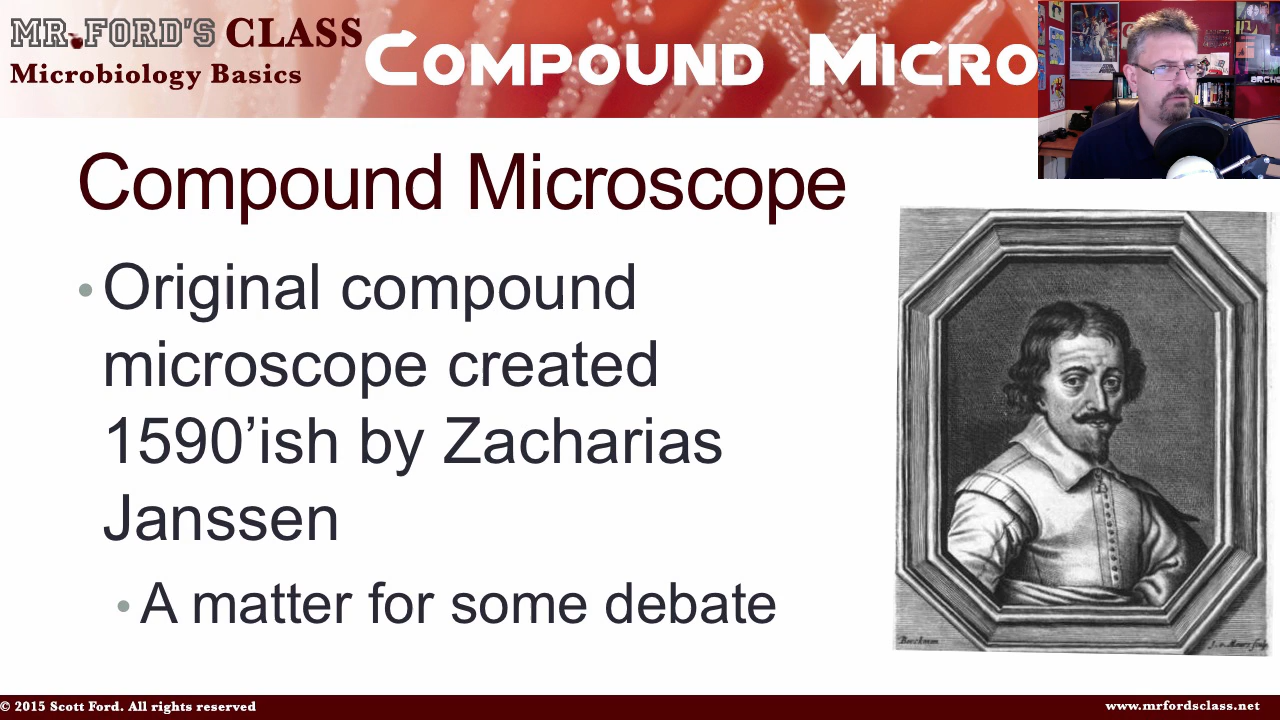 MR. FORD'S CLASS
Microbiology Basics
COMPOUND MICRO
Compound Microscope
• Original compound
microscope created
1590'ish by Zacharias
Janssen
• A matter for some debate
© 2015 Scott Ford. All rights reserved
www.mrfordsclass.net